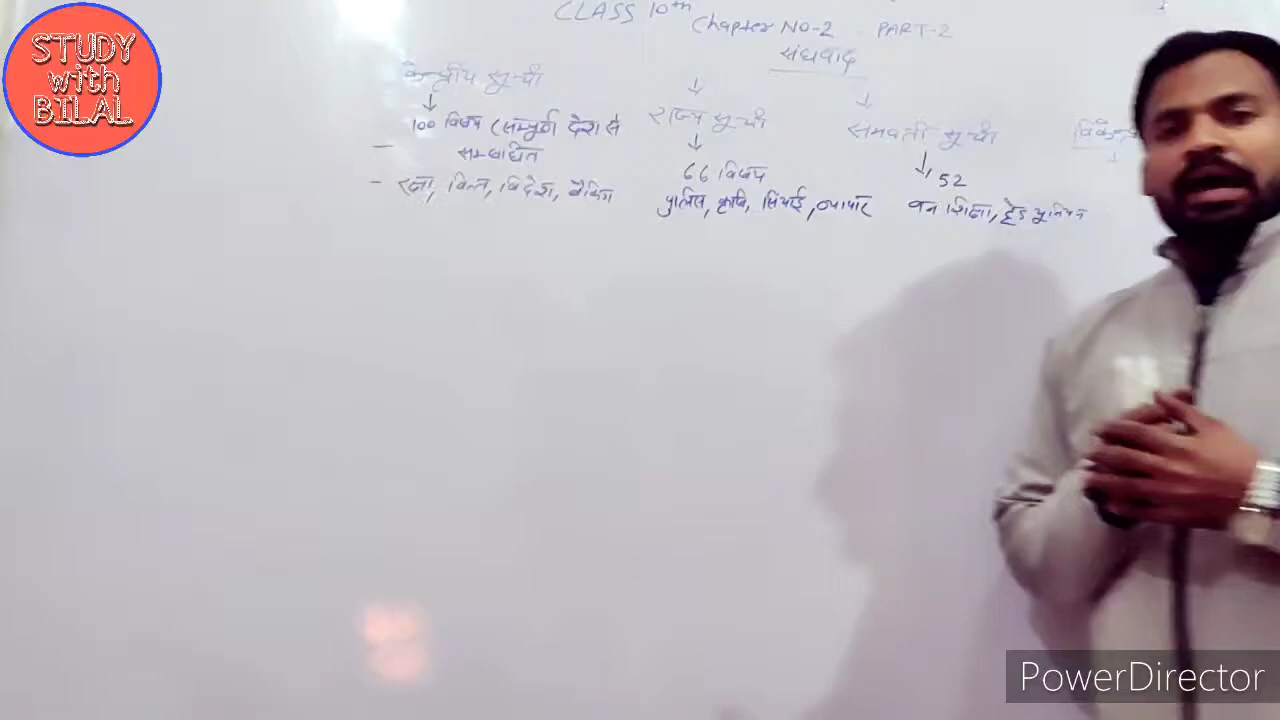 STUDY
with
BILAL
CLASS 10th
Chapter NO-2 - PART-2
संघवाद
केन्द्रीय सूची
↓
100 विषय (सम्पूर्ण देश से
सम्बंधित
- रक्षा, वित्त, विदेश, बैंकिग
↓
राज्य सूची
↓
66 विषय
पुलिस, कृषि, सिंचाई, व्यापार
↓
समवर्ती सूची
↓ 52
वन शिक्षा, ट्रेड यूनियन
PowerDirector